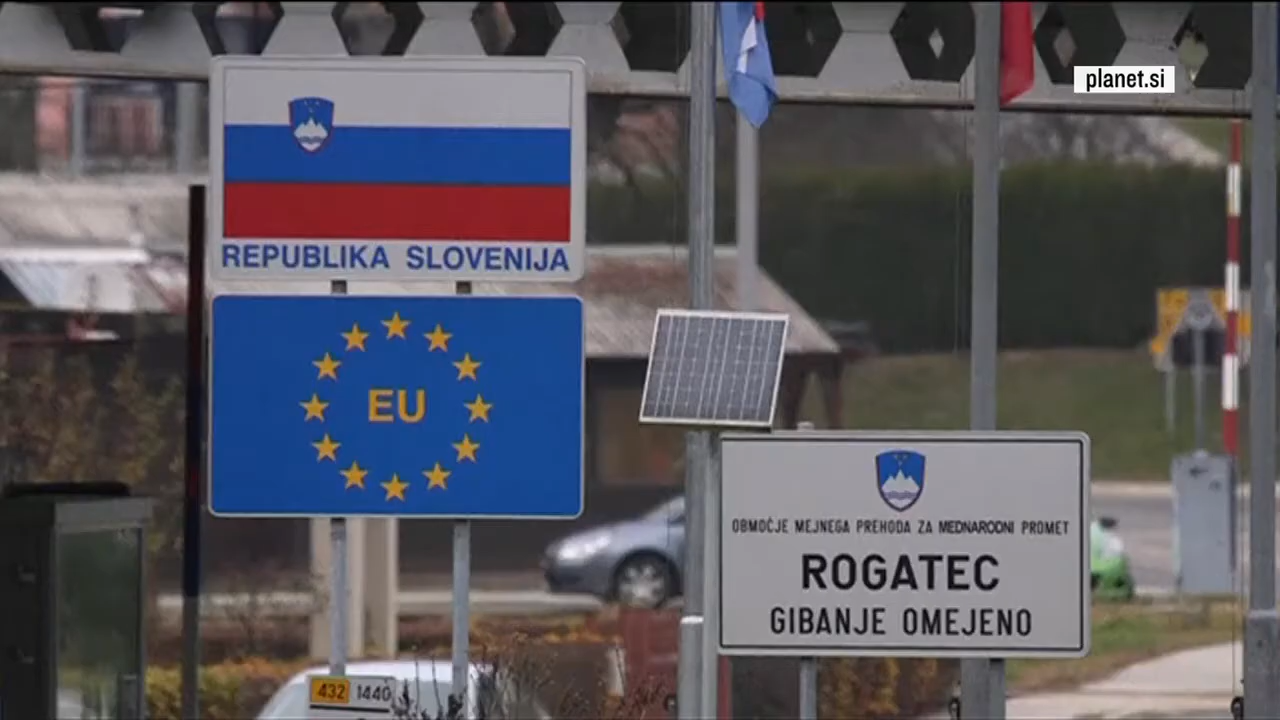 planet.si
REPUBLIKA SLOVENIJA
EU
OBMOČJE MEJNEGA PREHODA ZA MEDNARODNI PROMET
ROGATEC
GIBANJE OMEJENO
432 1440